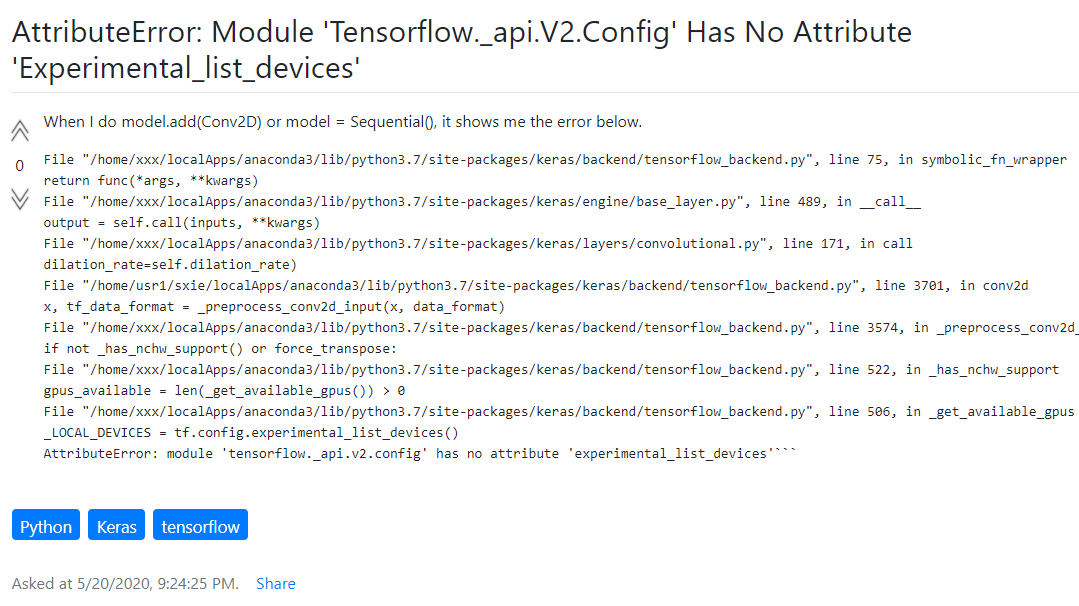 AttributeError: Module 'Tensorflow._api.V2.Config' Has No Attribute
'Experimental_list_devices'
When I do model.add(Conv2D) or model = Sequential(), it shows me the error below.
0
File "/home/xxx/localApps/anaconda3/lib/python3.7/site-packages/keras/backend/tensorflow_backend.py", line 75, in symbolic_fn_wrapper
return func(*args, **kwargs)
File "/home/xxx/localApps/anaconda3/lib/python3.7/site-packages/keras/engine/base_layer.py", line 489, in __call__
output = self.call(inputs, **kwargs)
File "/home/xxx/localApps/anaconda3/lib/python3.7/site-packages/keras/layers/convolutional.py", line 171, in call
dilation_rate=self.dilation_rate)
File "/home/usr1/sxie/localApps/anaconda3/lib/python3.7/site-packages/keras/backend/tensorflow_backend.py", line 3701, in conv2d
x, tf_data_format = _preprocess_conv2d_input(x, data_format)
File "/home/xxx/localApps/anaconda3/lib/python3.7/site-packages/keras/backend/tensorflow_backend.py", line 3574, in _preprocess_conv2d_
if not _has_nchw_support() or force_transpose:
File "/home/xxx/localApps/anaconda3/lib/python3.7/site-packages/keras/backend/tensorflow_backend.py", line 522, in _has_nchw_support
gpus_available = len(_get_available_gpus()) > 0
File "/home/xxx/localApps/anaconda3/lib/python3.7/site-packages/keras/backend/tensorflow_backend.py", line 506, in _get_available_gpus
_LOCAL_DEVICES = tf.config.experimental_list_devices()
AttributeError: module 'tensorflow._api.v2.config' has no attribute 'experimental_list_devices'```
Python Keras tensorflow
Asked at 5/20/2020, 9:24:25 PM. Share